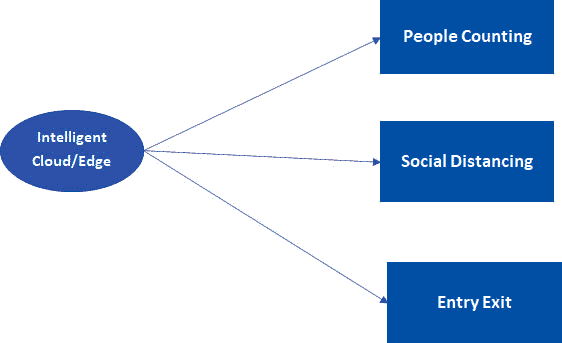 People Counting
Intelligent
Cloud/Edge
Social Distancing
Entry Exit